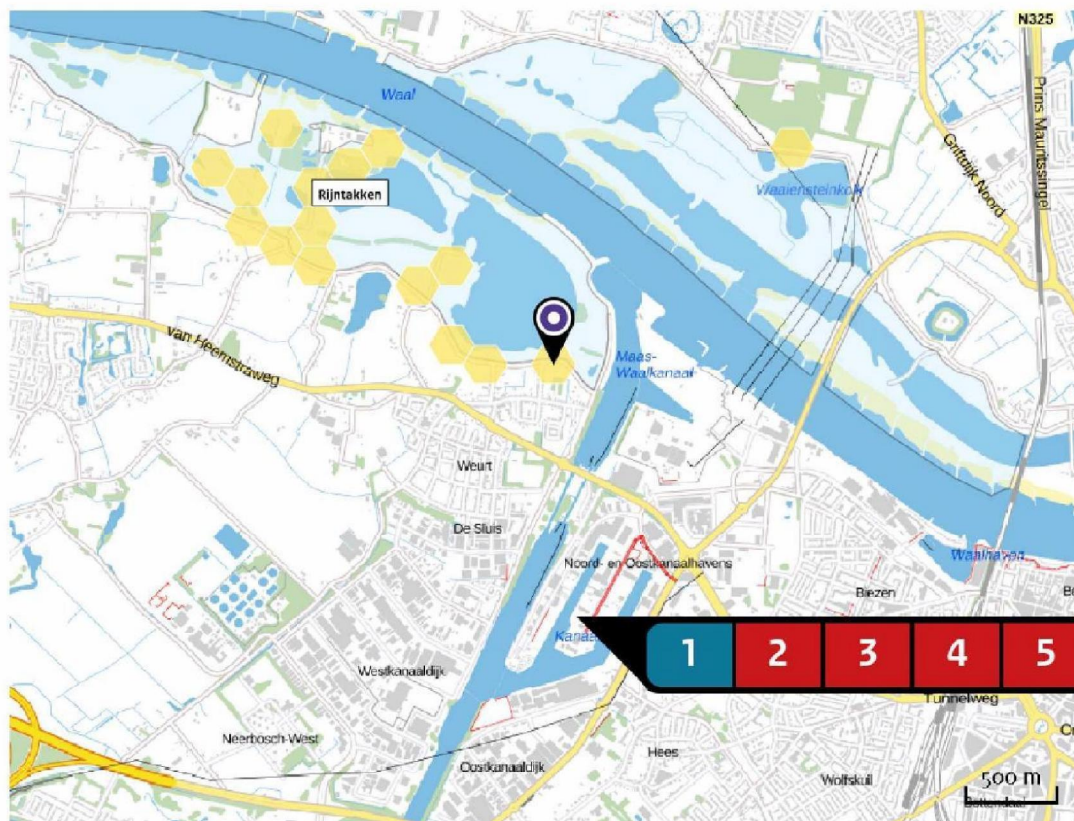 N325
Prins Mauritssingel
Waal
Griftdijk Noord
Rijntakken
Waaiensteinkolk
van Heemstraweg
Maas-
Waalkanaal
Weurt
De Sluis
Noord- en Oostkanaalhavens
Waalhaven
Biezen
1 2 3 4 5
Westkanaaldijk
Tunnelweg
Neerbosch-West
Hees
Oostkanaaldijk
Wolfskuil
500 m